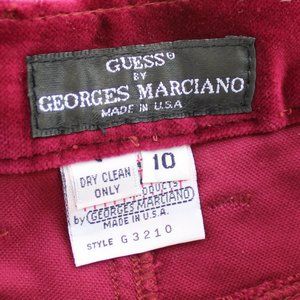 GUESS®
BY
GEORGES MARCIANO
MADE IN U.S.A
DRY CLEAN
ONLY
10
by GEORGES MARCIANO
MADE IN U.S.A.
STYLE G3210